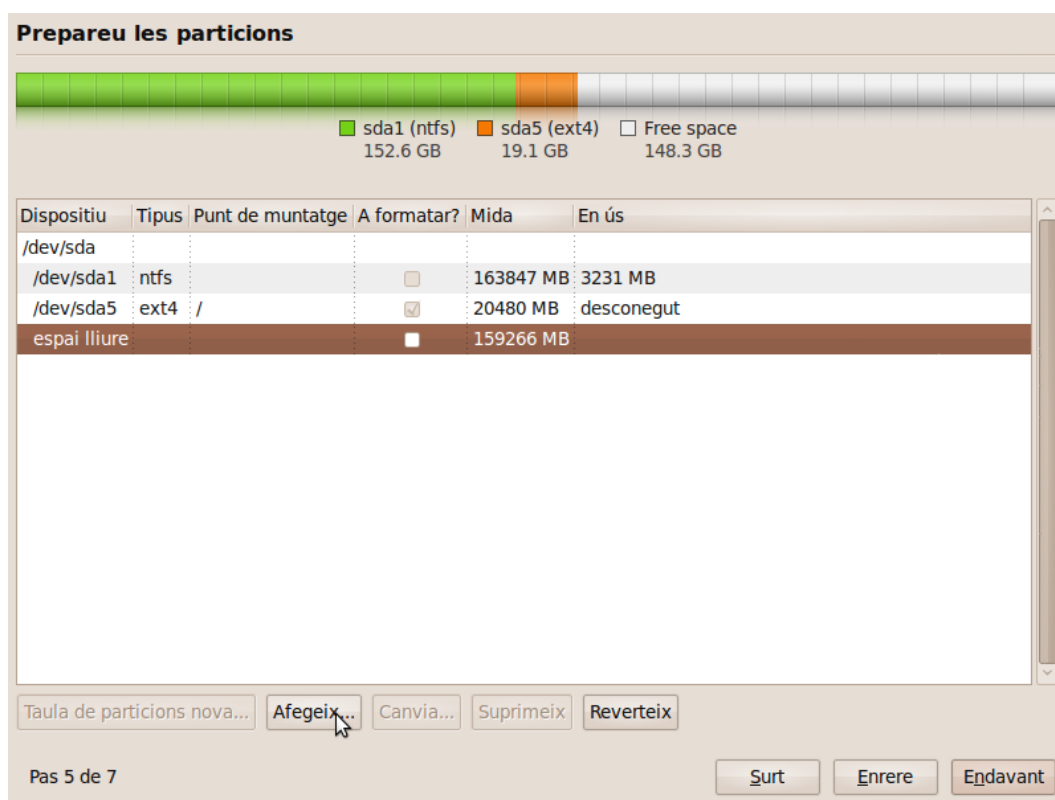 Prepareu les particions
sda1 (ntfs) sda5 (ext4) Free space
152.6 GB 19.1 GB 148.3 GB
Dispositiu Tipus Punt de muntatge A formatar? Mida En ús
/dev/sda
/dev/sda1 ntfs 163847 MB 3231 MB
/dev/sda5 ext4 / 20480 MB desconegut
espai lliure 159266 MB
Taula de particions nova... Afegeix... Canvia... Suprimeix Reverteix
Pas 5 de 7 Surt Enrere Endavant